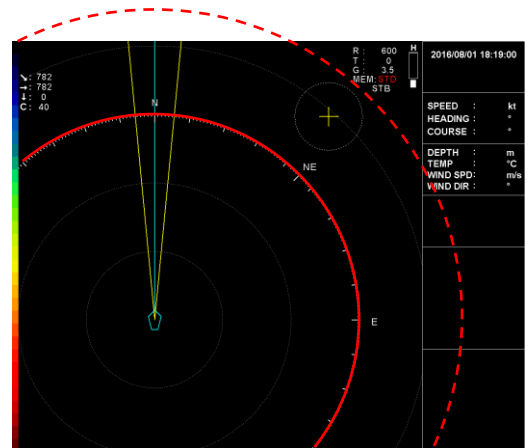 R : 600
T : 0
G : 3.5
MEM: STD
STB
H
2016/08/01 18:19:00
↘: 782
→: 782
↓: 0
C: 40
N
NE
E
SPEED : kt
HEADING : °
COURSE : °
DEPTH : m
TEMP : °C
WIND SPD: m/s
WIND DIR : °